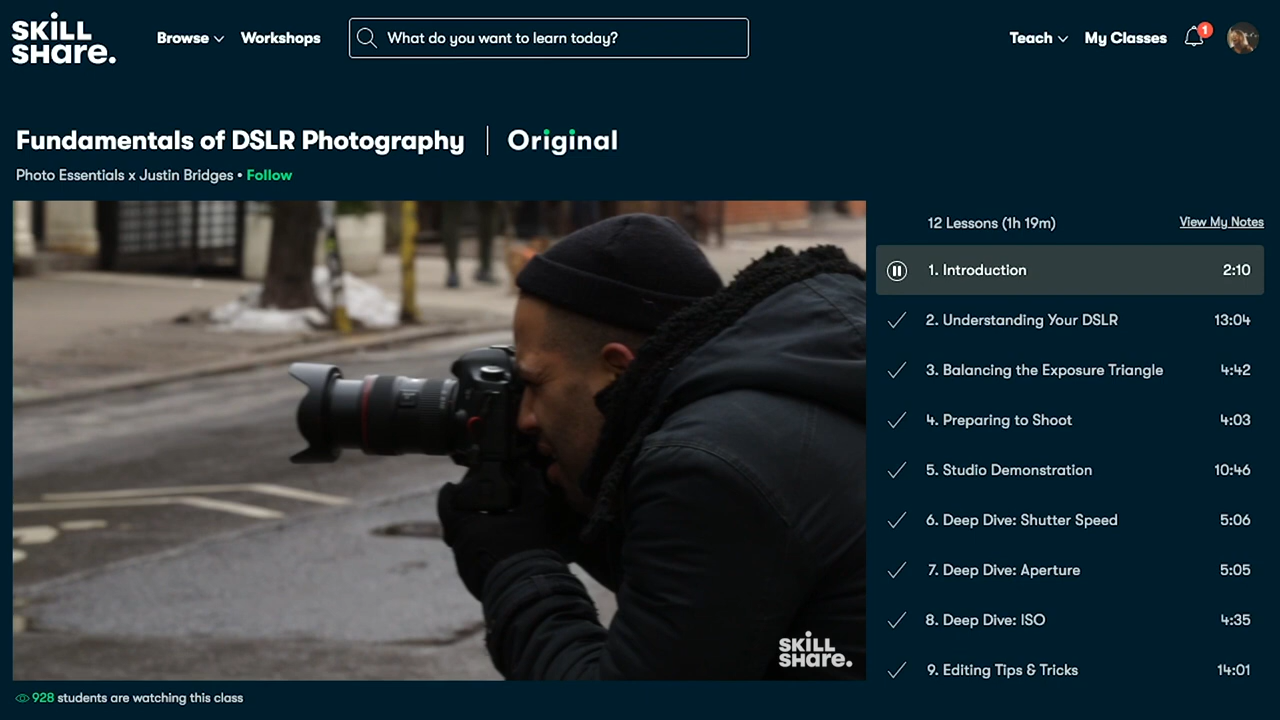 SKiLL
SHare.
Browse
Workshops
What do you want to learn today?
Teach
My Classes
1
Fundamentals of DSLR Photography | Original
Photo Essentials x Justin Bridges • Follow
12 Lessons (1h 19m)
View My Notes
1. Introduction 2:10
2. Understanding Your DSLR 13:04
3. Balancing the Exposure Triangle 4:42
4. Preparing to Shoot 4:03
5. Studio Demonstration 10:46
6. Deep Dive: Shutter Speed 5:06
7. Deep Dive: Aperture 5:05
8. Deep Dive: ISO 4:35
9. Editing Tips & Tricks 14:01
SKiLL
SHare.
928 students are watching this class